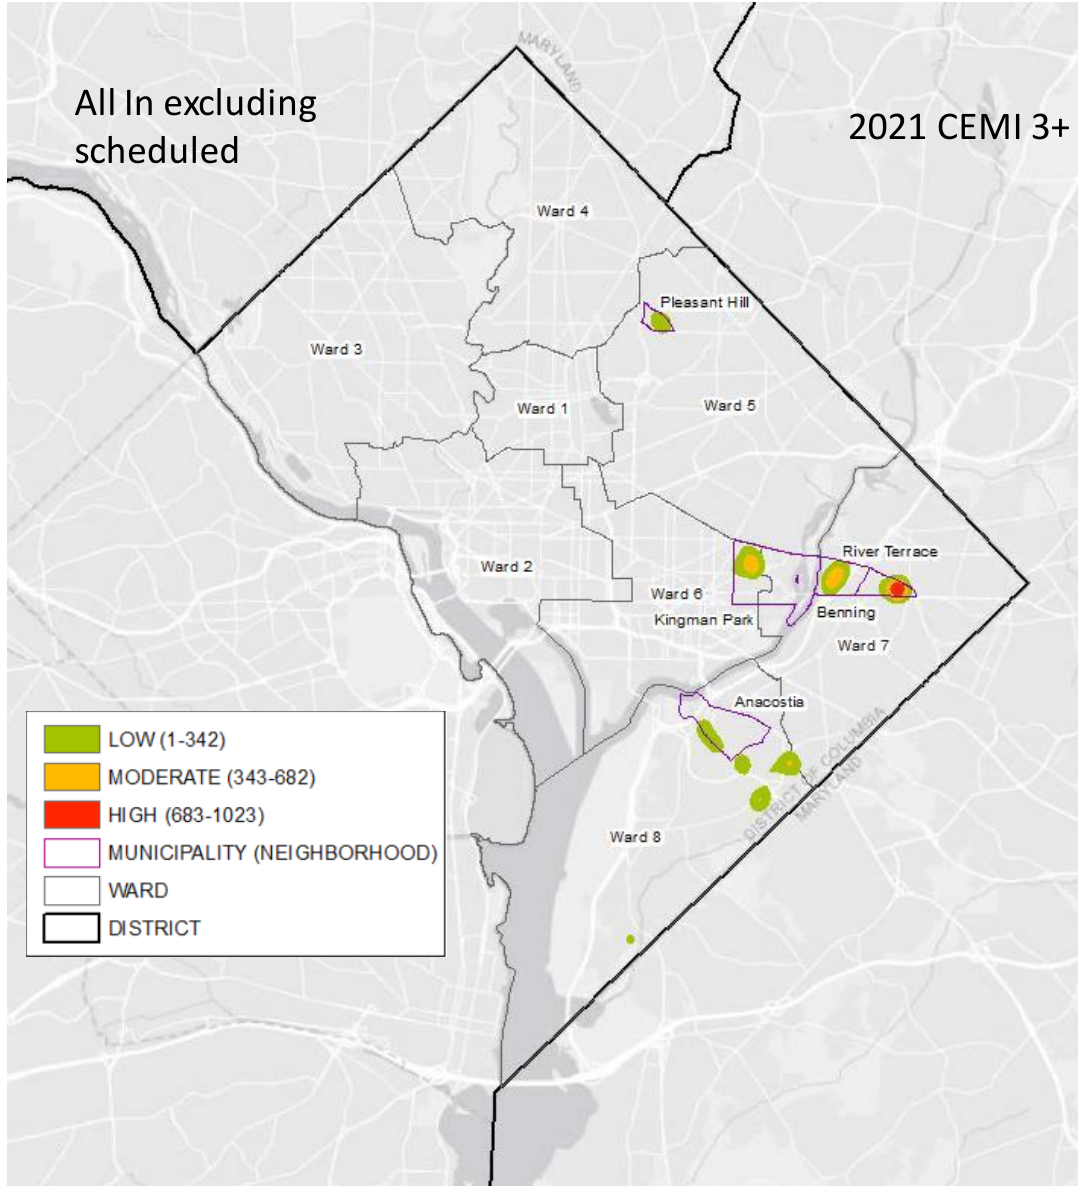 MARYLAND
All In excluding
scheduled
2021 CEMI 3+
Ward 4
Pleasant Hill
Ward 3
Ward 1
Ward 5
River Terrace
Ward 2
Ward 6
Kingman Park
Benning
Ward 7
Anacostia
DISTRICT OF COLUMBIA
MARYLAND
Ward 8
LOW (1-342)
MODERATE (343-682)
HIGH (683-1023)
MUNICIPALITY (NEIGHBORHOOD)
WARD
DISTRICT